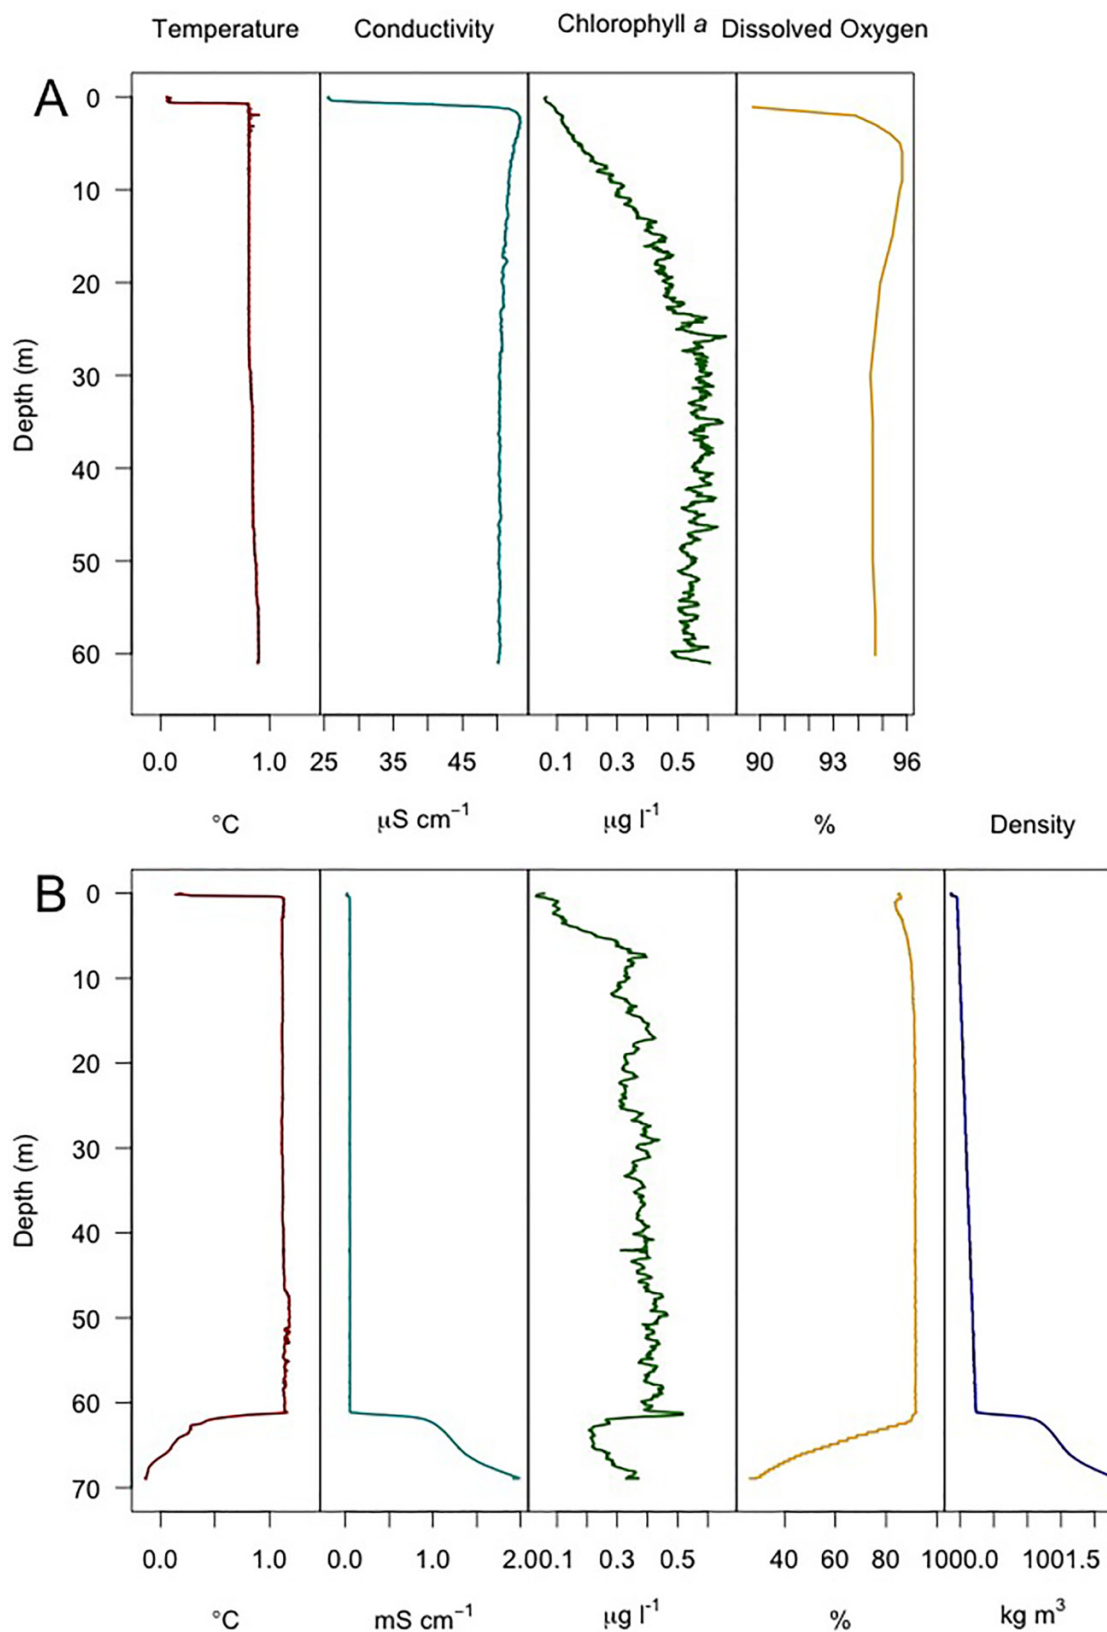 Temperature Conductivity Chlorophyll a Dissolved Oxygen
A
0
10
20
30
40
50
60
Depth (m)
0.0 1.0 25 35 45 0.1 0.3 0.5 90 93 96
°C μS cm⁻¹ μg l⁻¹ % Density
B
0
10
20
30
40
50
60
70
Depth (m)
0.0 1.0 0.0 1.0 2.0 0.1 0.3 0.5 40 60 80 1000.0 1001.5
°C mS cm⁻¹ μg l⁻¹ % kg m³